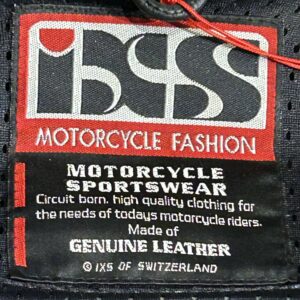 iXS
MOTORCYCLE FASHION
MOTORCYCLE
SPORTSWEAR
Circuit born, high quality clothing for
the needs of todays motorcycle riders.
Made of
GENUINE LEATHER
© IXS OF SWITZERLAND